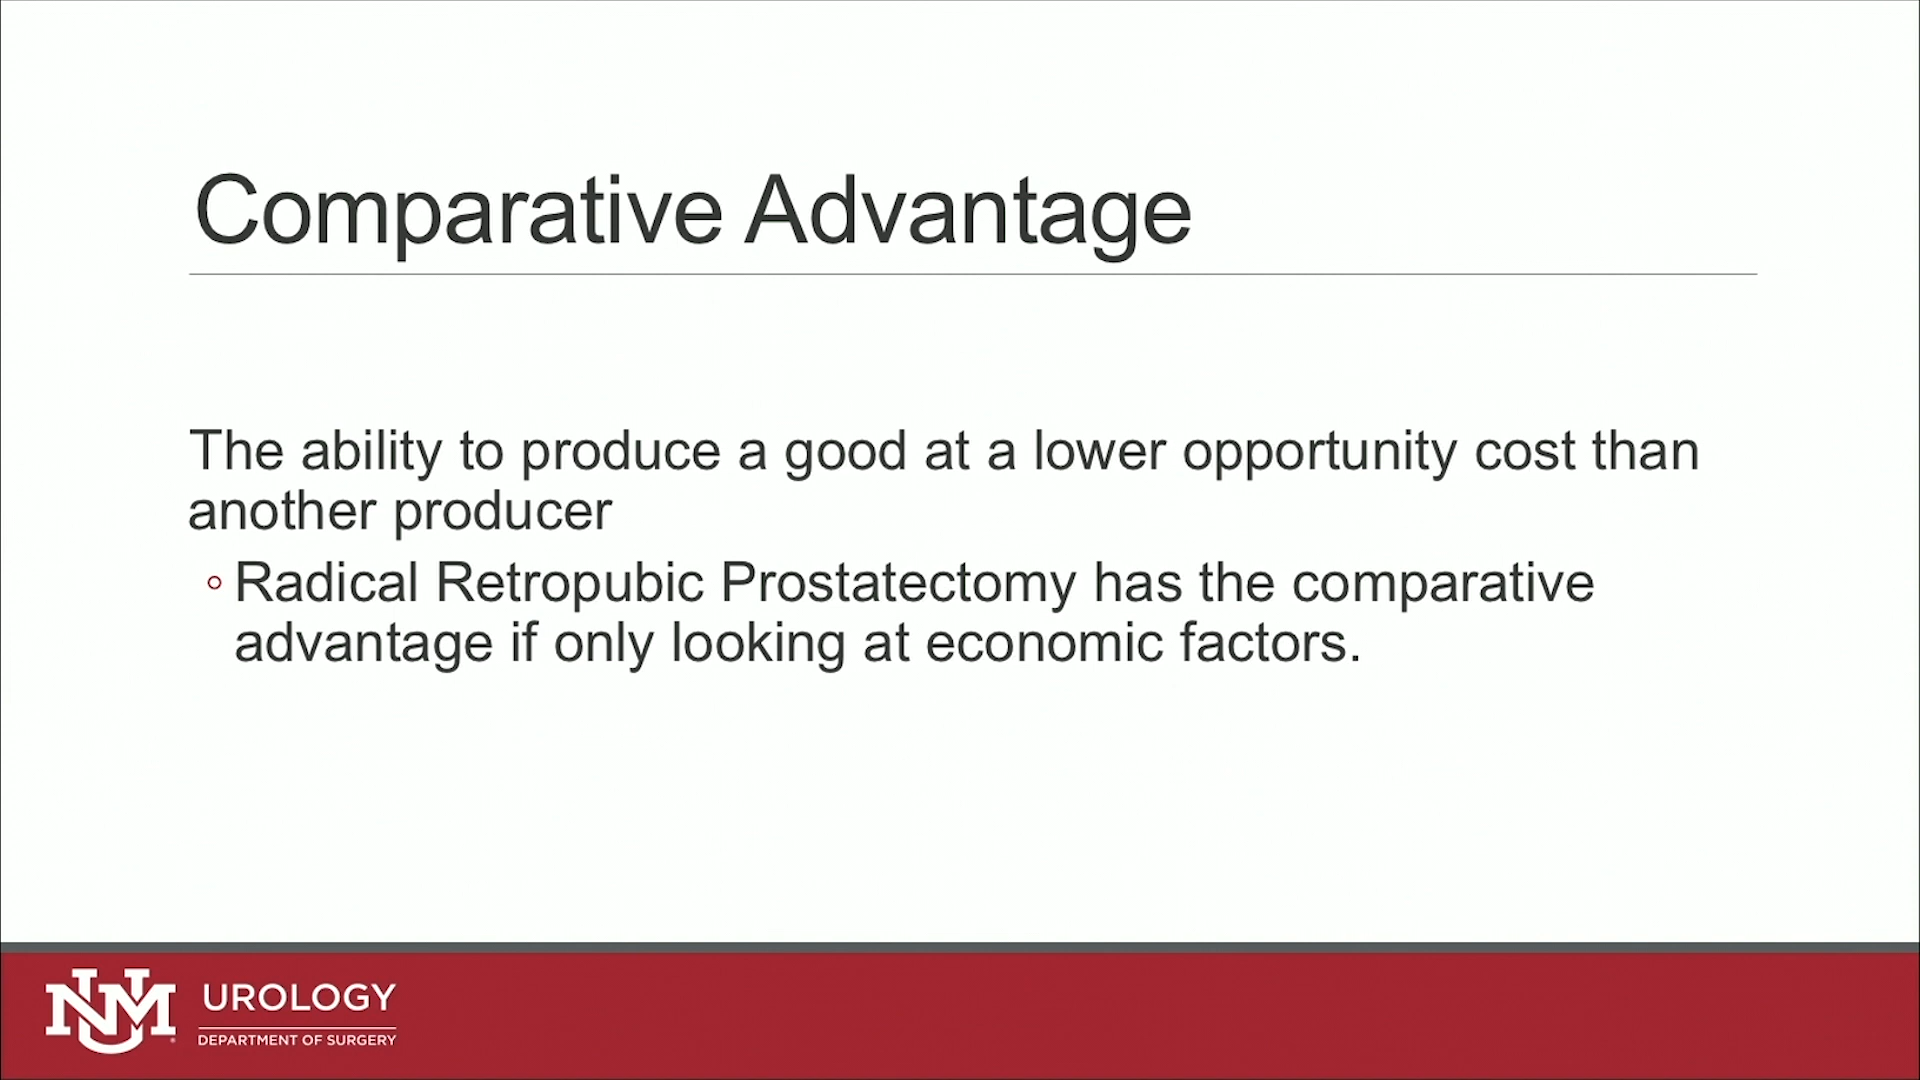 Comparative Advantage
The ability to produce a good at a lower opportunity cost than
another producer
◦ Radical Retropubic Prostatectomy has the comparative
advantage if only looking at economic factors.
UNM
UROLOGY
DEPARTMENT OF SURGERY